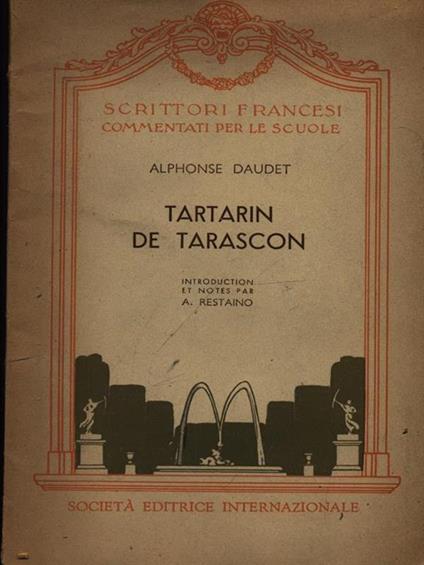 SCRITTORI FRANCESI
COMMENTATI PER LE SCUOLE
ALPHONSE DAUDET
TARTARIN
DE TARASCON
INTRODUCTION
ET NOTES PAR
A. RESTAINO
SOCIETÀ EDITRICE INTERNAZIONALE